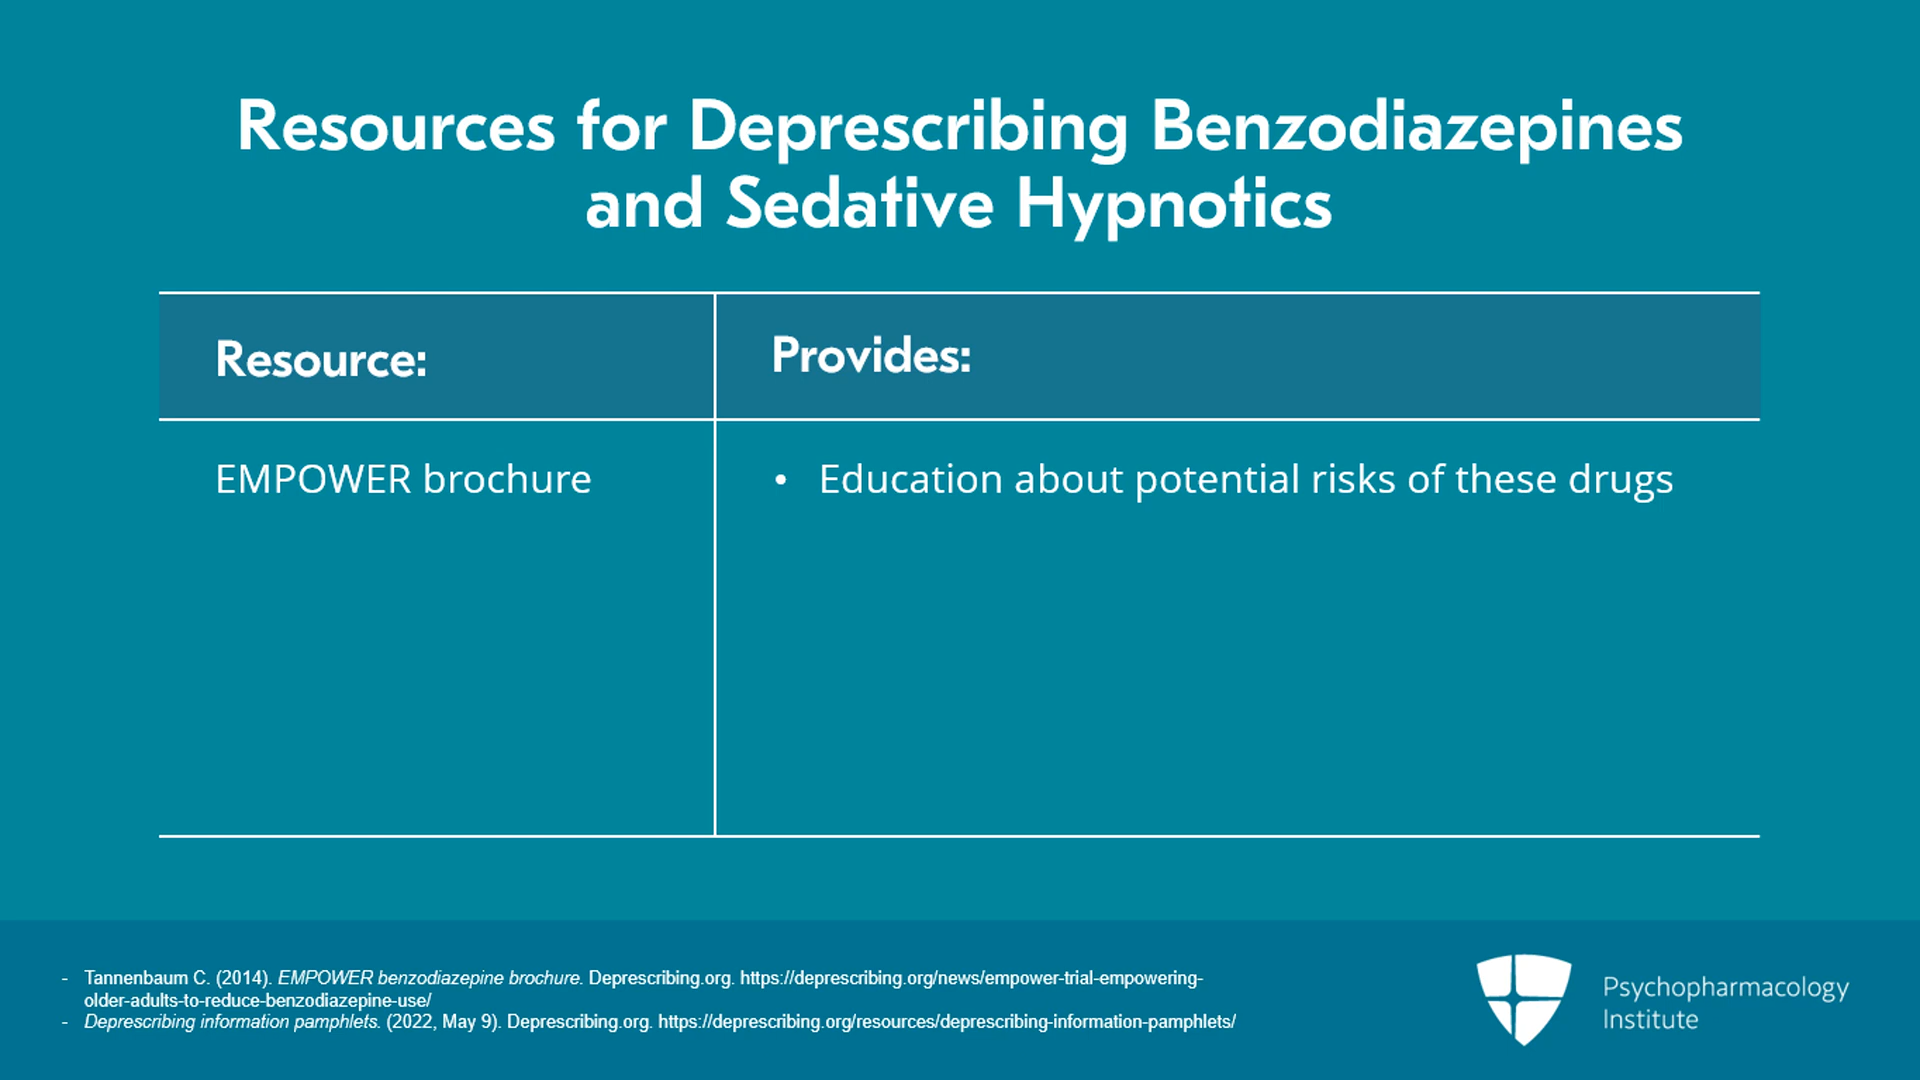 Resources for Deprescribing Benzodiazepines
and Sedative Hypnotics
Resource:
Provides:
EMPOWER brochure
• Education about potential risks of these drugs
- Tannenbaum C. (2014). EMPOWER benzodiazepine brochure. Deprescribing.org. https://deprescribing.org/news/empower-trial-empowering-
older-adults-to-reduce-benzodiazepine-use/
- Deprescribing information pamphlets. (2022, May 9). Deprescribing.org. https://deprescribing.org/resources/deprescribing-information-pamphlets/
Psychopharmacology
Institute